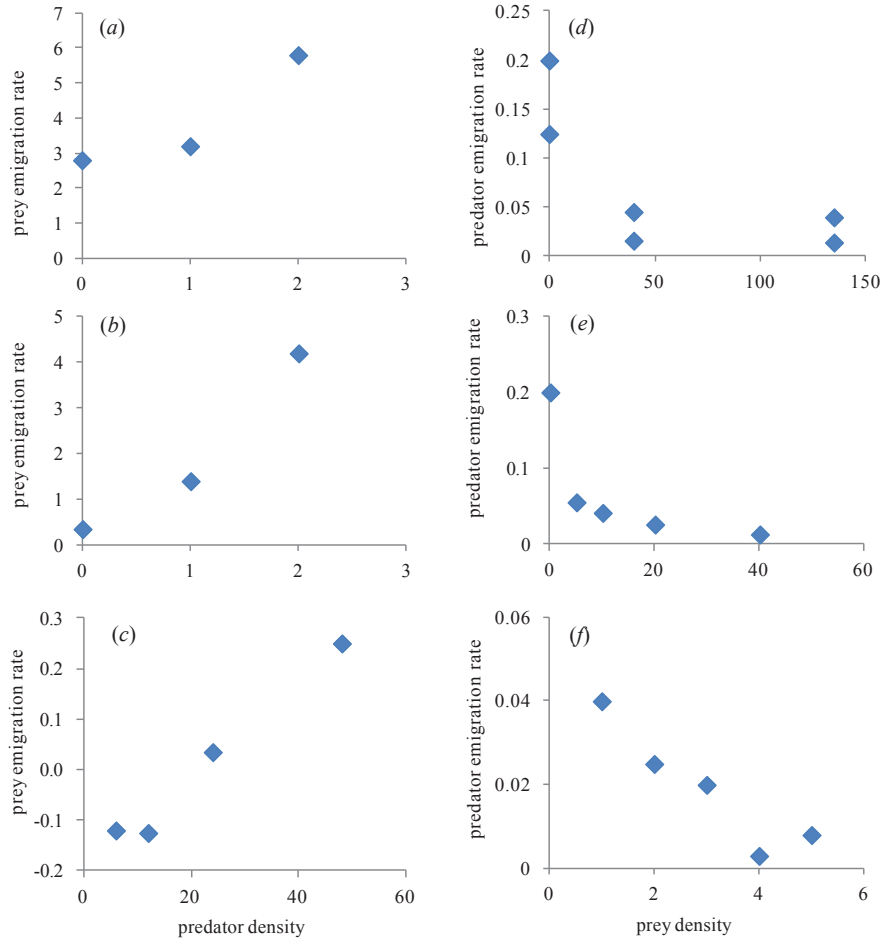 (a)
prey emigration rate
7
6
5
4
3
2
1
0
0 1 2 3
(b)
prey emigration rate
5
4
3
2
1
0
0 1 2 3
(c)
prey emigration rate
0.3
0.2
0.1
0.0
-0.1
-0.2
0 20 40 60
predator density
(d)
predator emigration rate
0.2
0.15
0.1
0.05
0
0 50 100 150
(e)
predator emigration rate
0.3
0.2
0.1
0
0 20 40 60
(f)
predator emigration rate
0.06
0.04
0.02
0
0 2 4 6
prey density